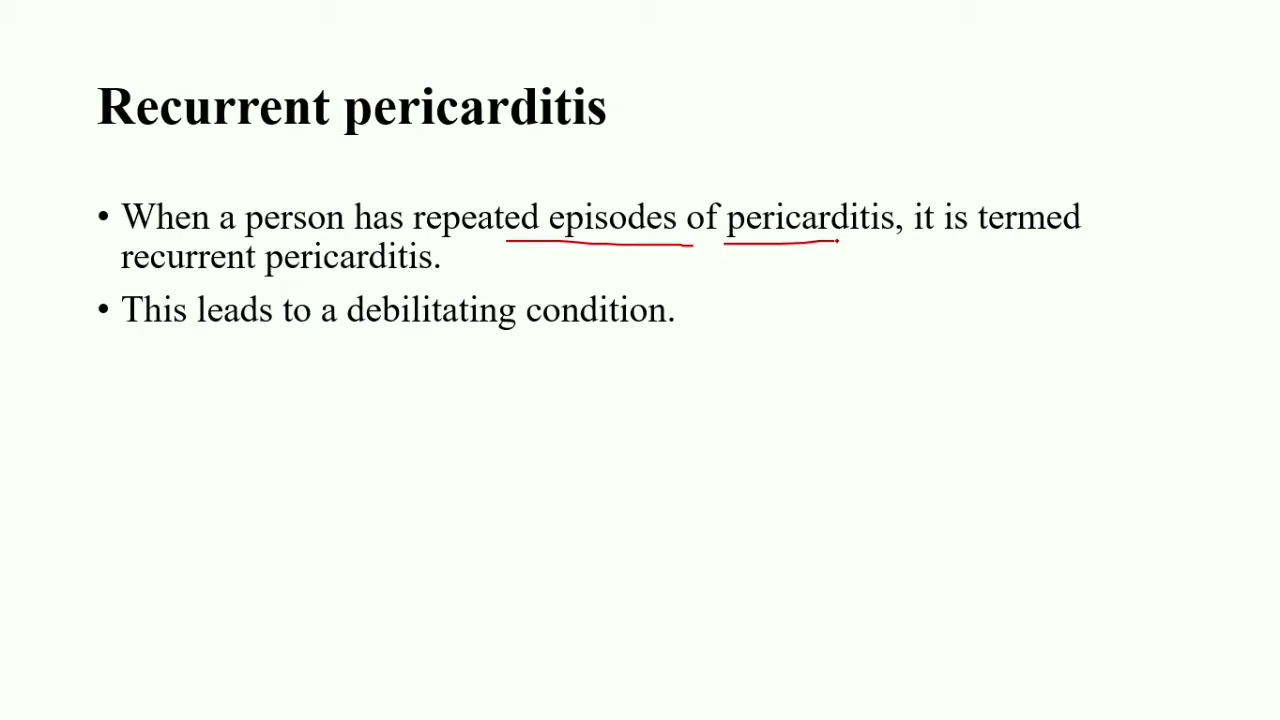 Recurrent pericarditis
• When a person has repeated episodes of pericarditis, it is termed
recurrent pericarditis.
• This leads to a debilitating condition.